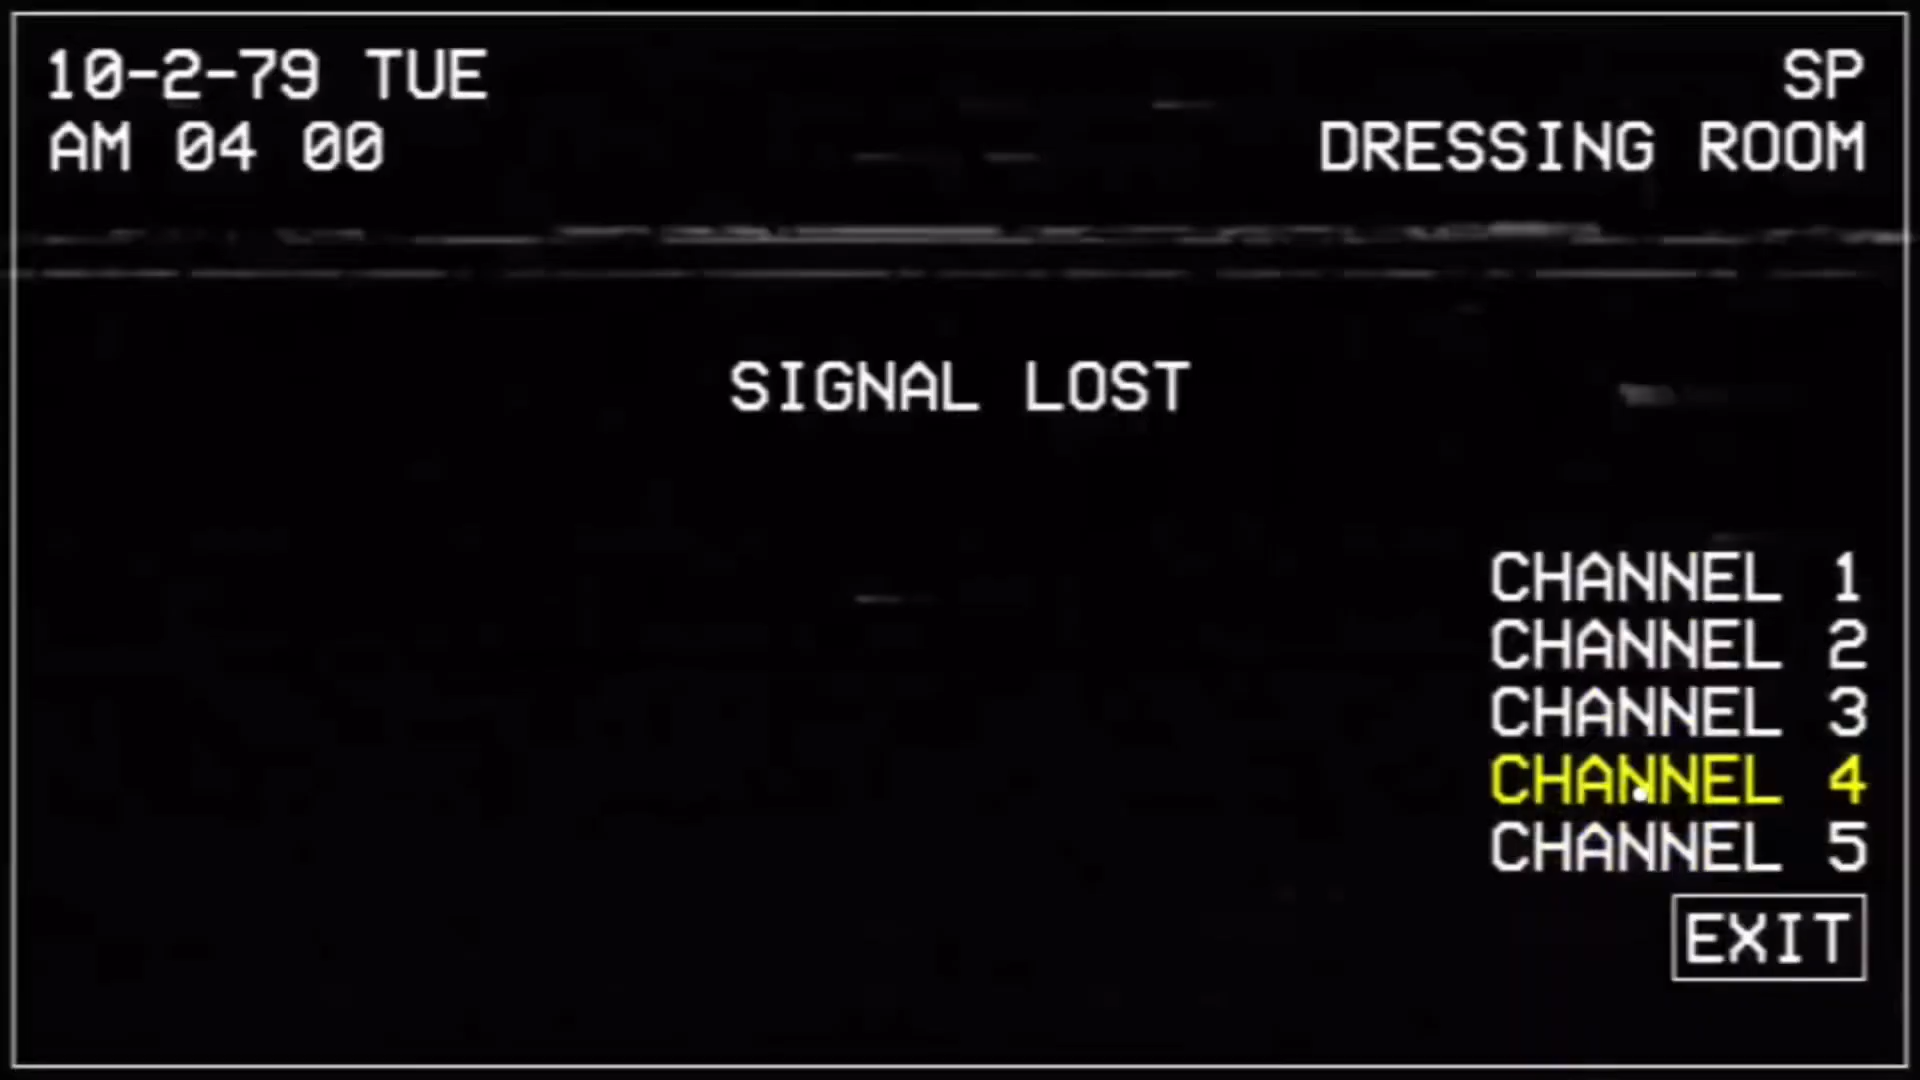 10-2-79 TUE
AM 04 00
SP
DRESSING ROOM
SIGNAL LOST
CHANNEL 1
CHANNEL 2
CHANNEL 3
CHANNEL 4
CHANNEL 5
EXIT